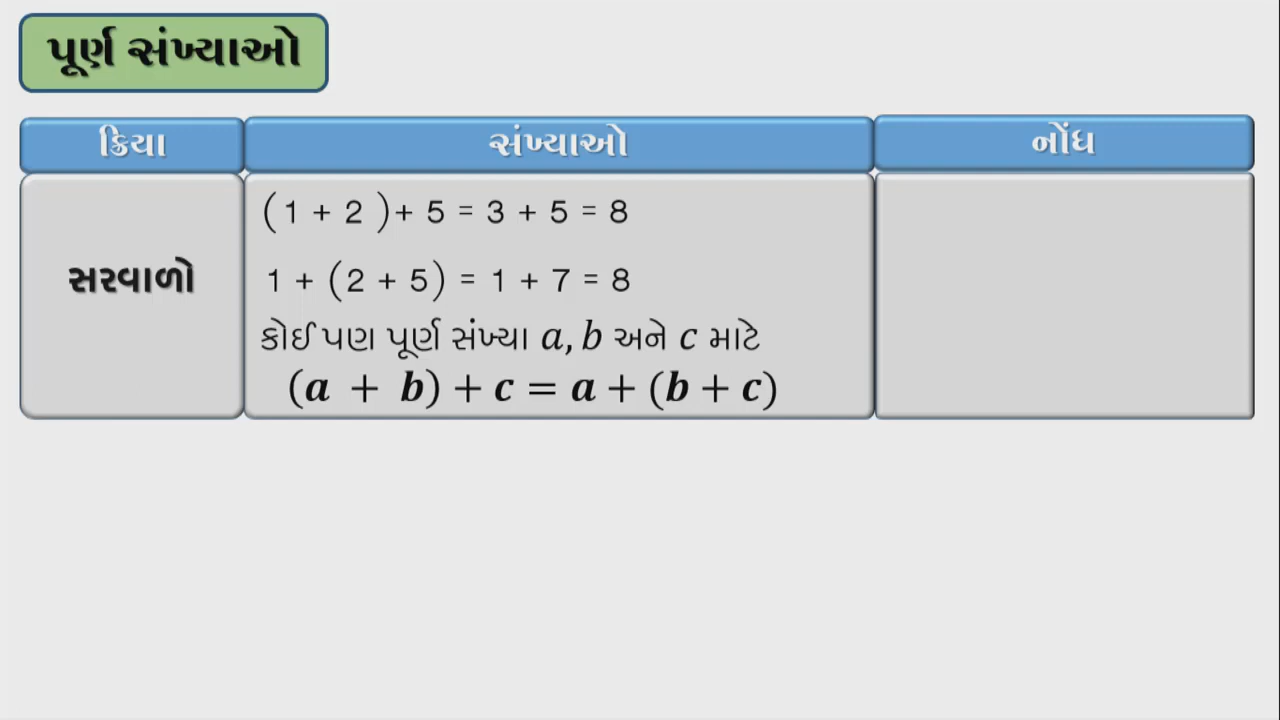 પૂર્ણ સંખ્યાઓ
ક્રિયા સંખ્યાઓ નોંધ
(1 + 2) + 5 = 3 + 5 = 8
સરવાળો
1 + (2 + 5) = 1 + 7 = 8
કોઈ પણ પૂર્ણ સંખ્યા a, b અને c માટે
(a + b) + c = a + (b + c)